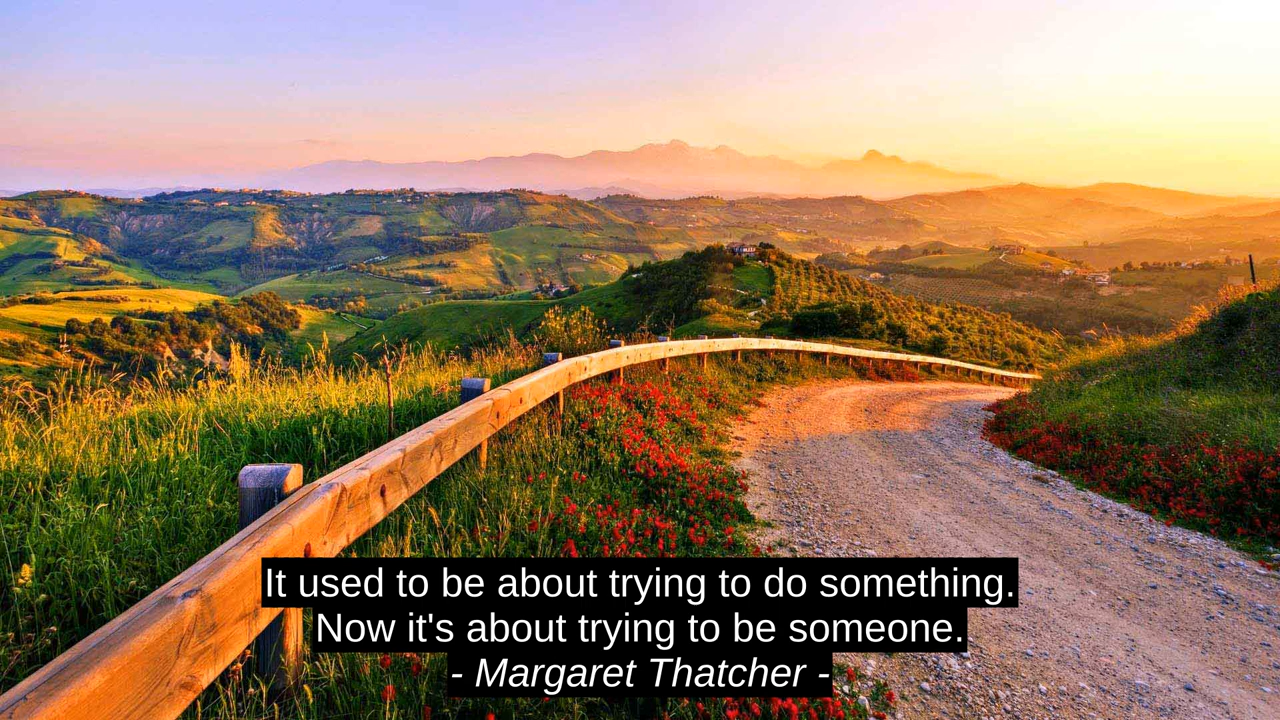 It used to be about trying to do something.
Now it's about trying to be someone.
- Margaret Thatcher -